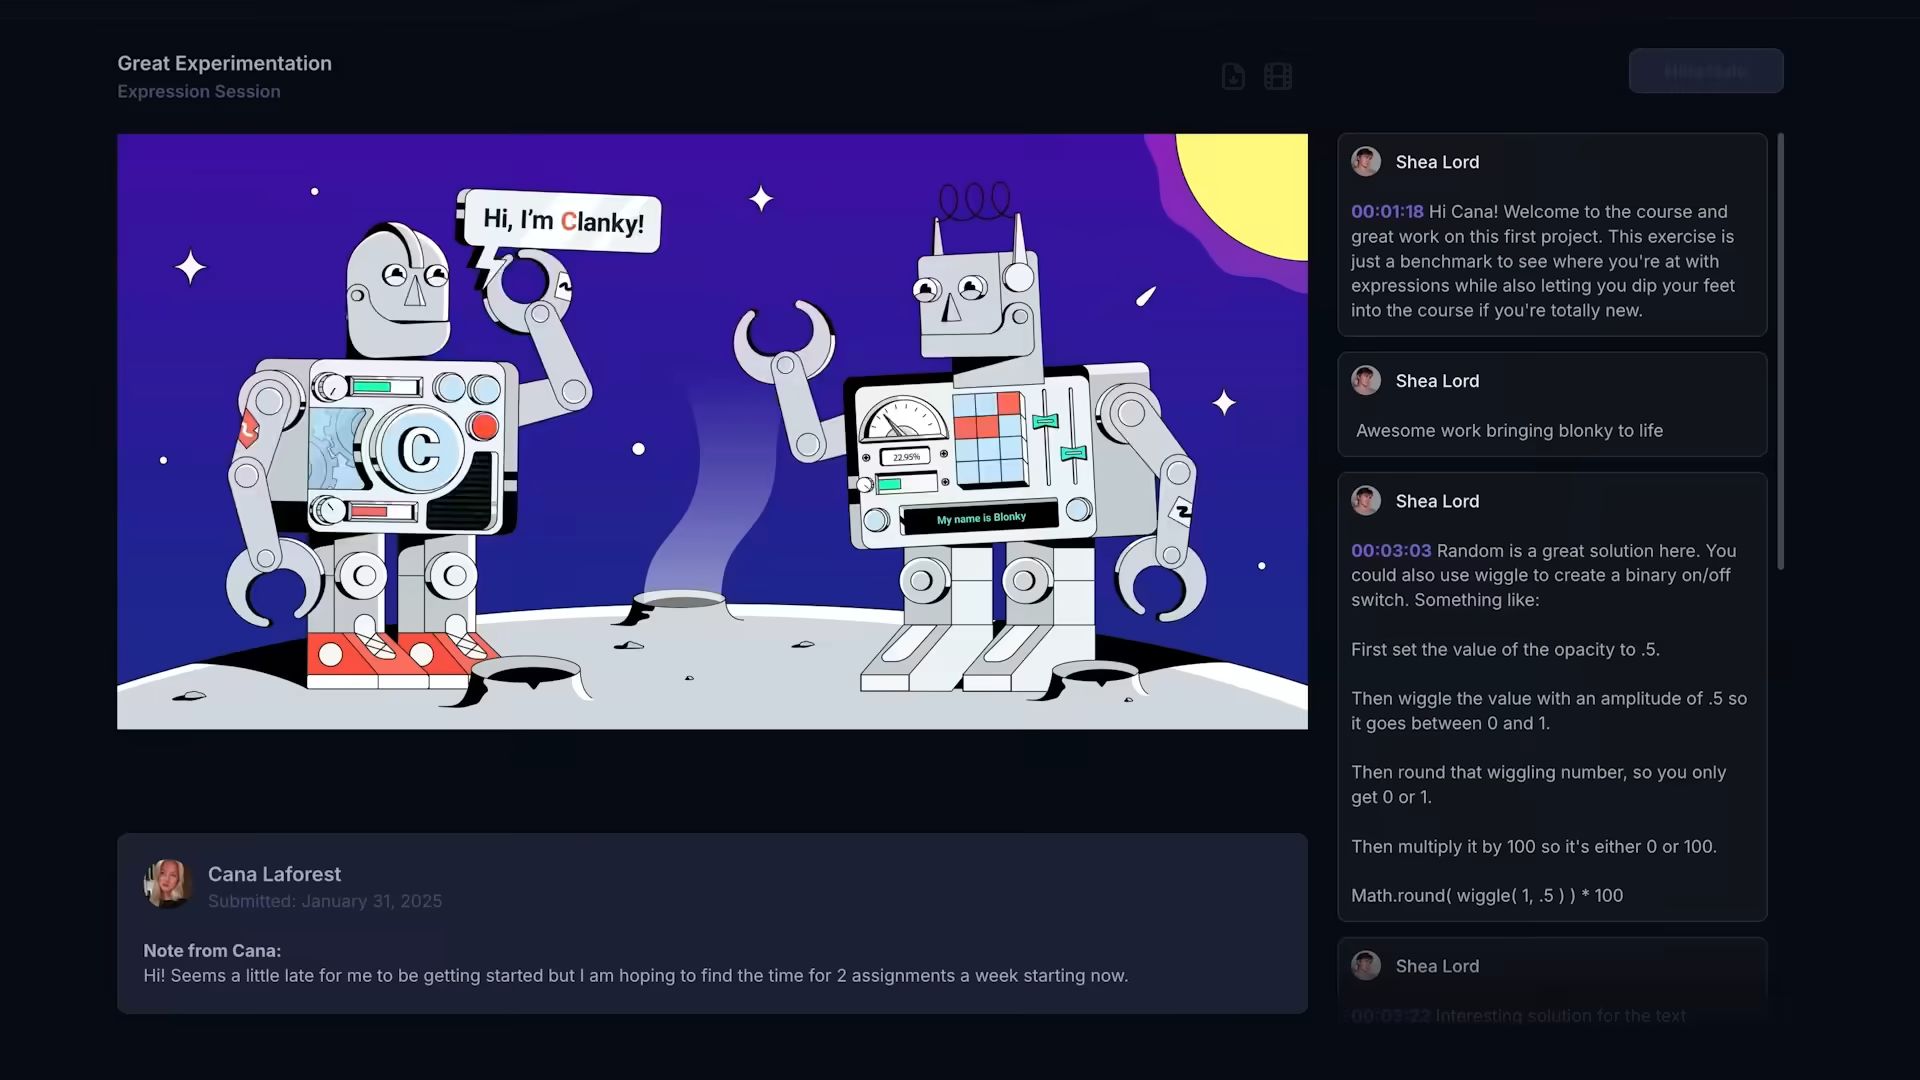 Great Experimentation
Expression Session
Hi, I'm Clanky!
C
22.95%
My name is Blonky
Cana Laforest
Submitted: January 31, 2025
Note from Cana:
Hi! Seems a little late for me to be getting started but I am hoping to find the time for 2 assignments a week starting now.
Shea Lord
00:01:18 Hi Cana! Welcome to the course and
great work on this first project. This exercise is
just a benchmark to see where you're at with
expressions while also letting you dip your feet
into the course if you're totally new.
Shea Lord
Awesome work bringing blonky to life
Shea Lord
00:03:03 Random is a great solution here. You
could also use wiggle to create a binary on/off
switch. Something like:
First set the value of the opacity to .5.
Then wiggle the value with an amplitude of .5 so
it goes between 0 and 1.
Then round that wiggling number, so you only
get 0 or 1.
Then multiply it by 100 so it's either 0 or 100.
Math.round( wiggle( 1, .5 ) ) * 100
Shea Lord
00:03:22 Interesting solution for the text